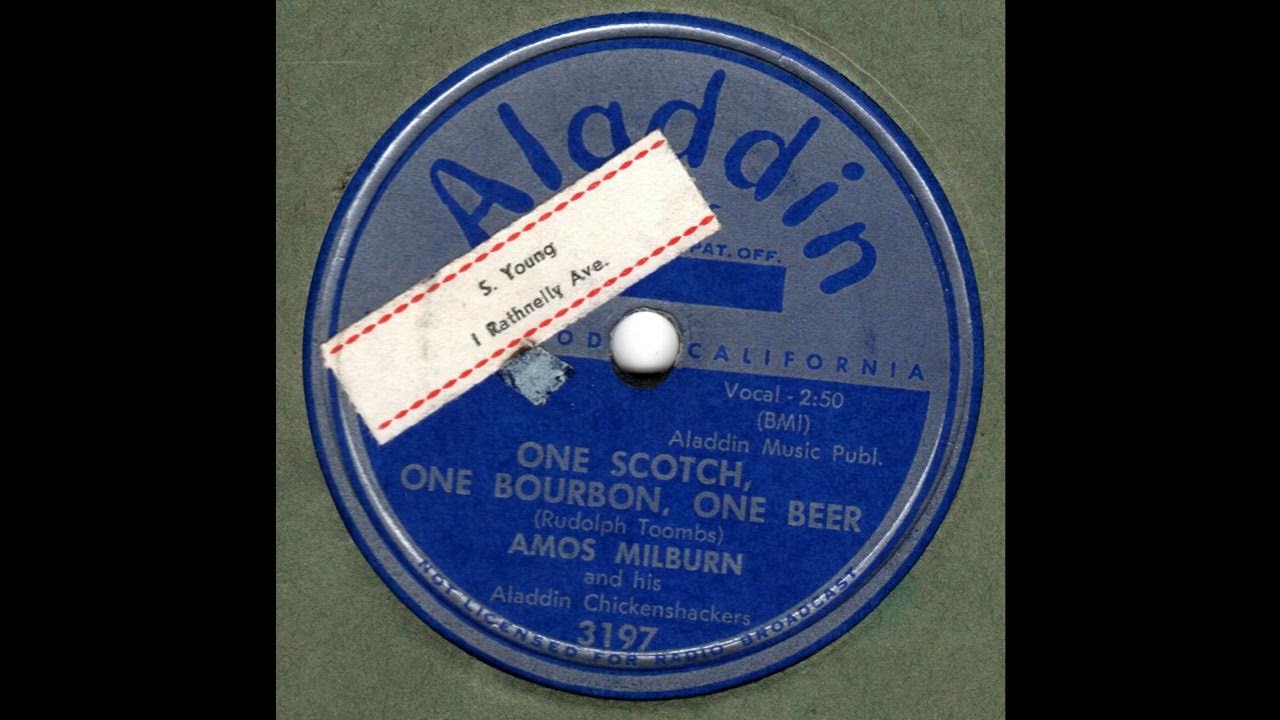 Aladdin
PAT. OFF.
S. Young
1 Rathnelly Ave.
CALIFORNIA
Vocal - 2:50
(BMI)
Aladdin Music Publ.
ONE SCOTCH,
ONE BOURBON, ONE BEER
(Rudolph Toombs)
AMOS MILBURN
and his
Aladdin Chickenshackers
3197
NOT LICENSED FOR RADIO BROADCAST